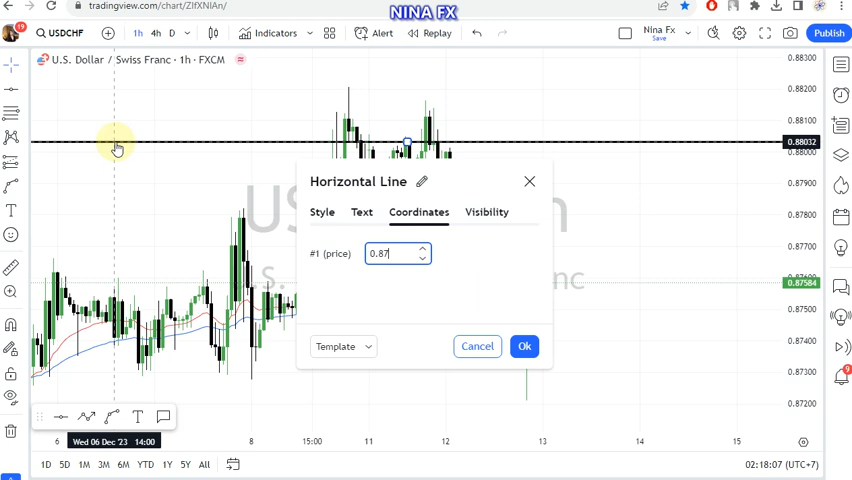 NINA FX
tradingview.com/chart/ZIfXNIAn/
19
USDCHF
1h
4h
D
Indicators
Alert
Replay
Nina Fx
Save
Publish
U.S. Dollar / Swiss Franc · 1h · FXCM
0.88300
0.88200
0.88100
0.88032
0.88000
0.87900
0.87800
0.87700
0.87600
0.87584
0.87500
0.87400
0.87300
0.87200
Horizontal Line
Style
Text
Coordinates
Visibility
#1 (price)
0.87
Template
Cancel
Ok
9
6
Wed 06 Dec '23 14:00
8
15:00
11
12
13
14
15
1D 5D 1M 3M 6M YTD 1Y 5Y All
02:18:07 (UTC+7)